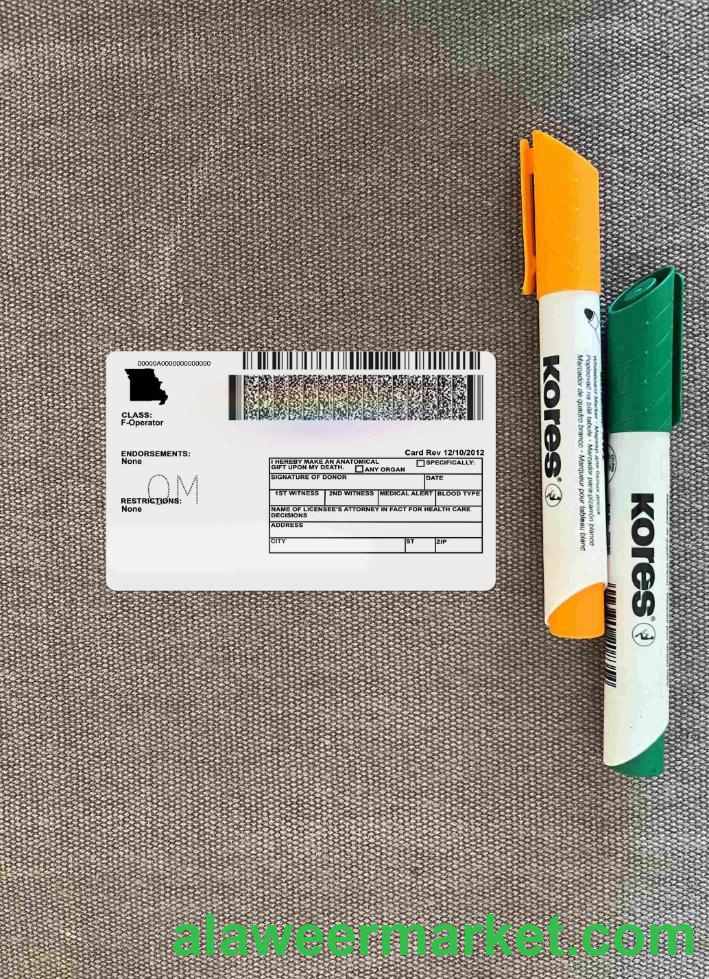 00000A0000000000000
CLASS:
F-Operator
ENDORSEMENTS:
None
OM
RESTRICTIONS:
None
Card Rev 12/10/2012
I HEREBY MAKE AN ANATOMICAL
GIFT UPON MY DEATH.
ANY ORGAN
SPECIFICALLY:
SIGNATURE OF DONOR
DATE
1ST WITNESS
2ND WITNESS
MEDICAL ALERT
BLOOD TYPE
NAME OF LICENSEE'S ATTORNEY IN FACT FOR HEALTH CARE
DECISIONS
ADDRESS
CITY
ST
ZIP
kores®
Marcador para pizarrón blanco
Marcador de quadro branco - Marqueur pour tableau blanc
kores®
alaweermarket.com